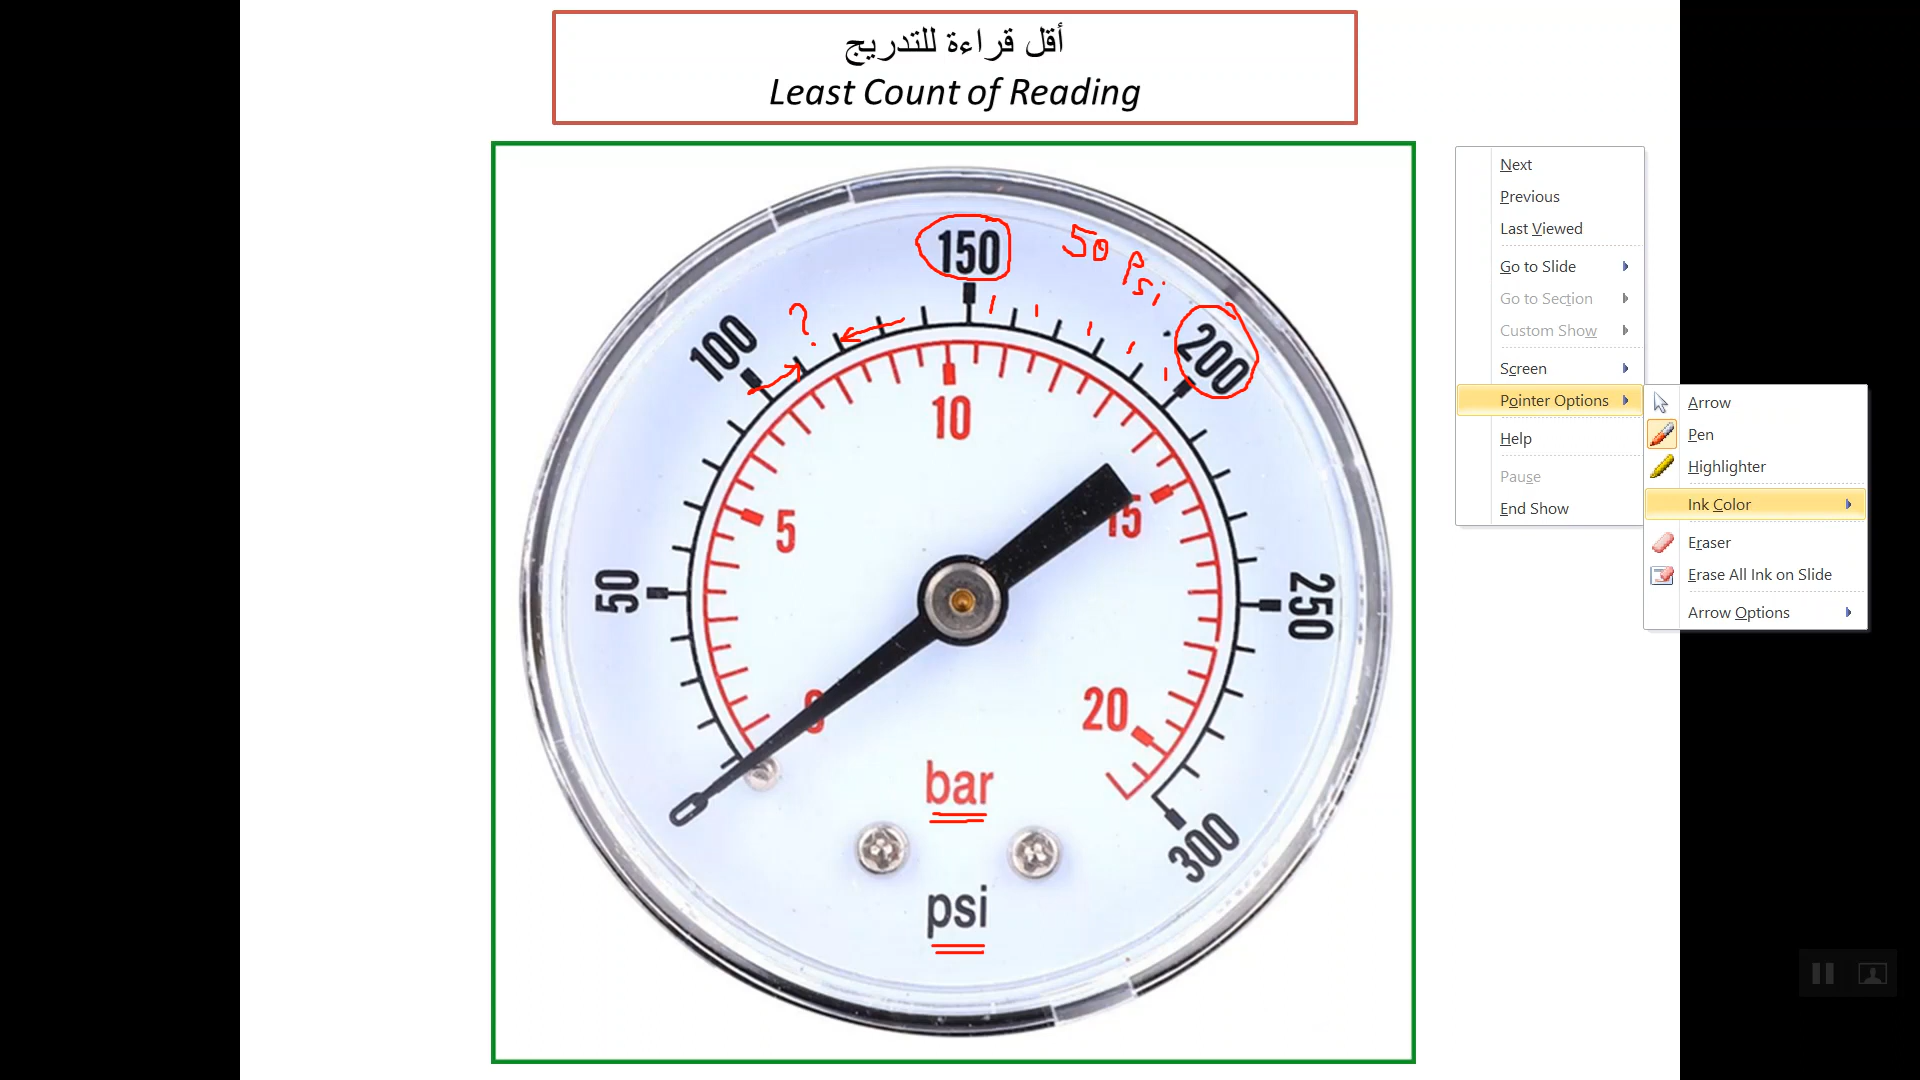 أقل قراءة للتدريج
Least Count of Reading
150
50
Psi
?
100
200
10
5
15
50
250
0
20
bar
300
psi
Next
Previous
Last Viewed
Go to Slide
Go to Section
Custom Show
Screen
Pointer Options
Help
Pause
End Show
Arrow
Pen
Highlighter
Ink Color
Eraser
Erase All Ink on Slide
Arrow Options